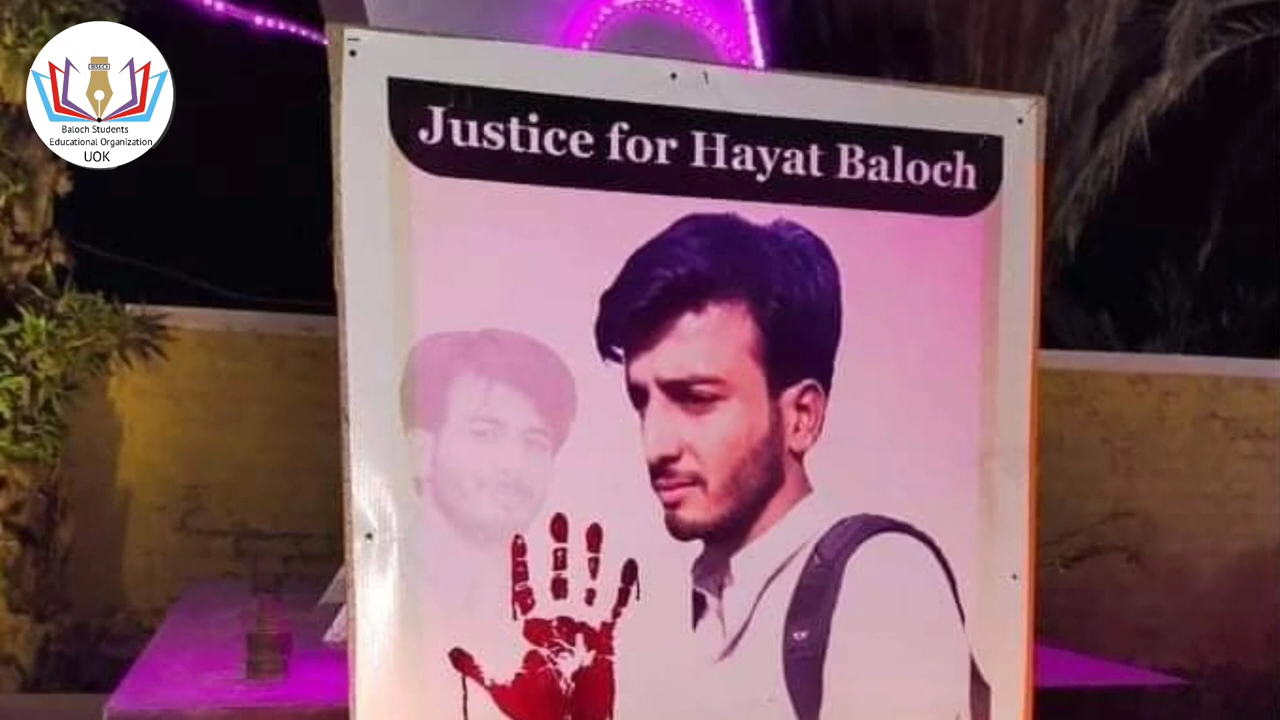 BSEO
Baloch Students
Educational Organization
UOK
Justice for Hayat Baloch